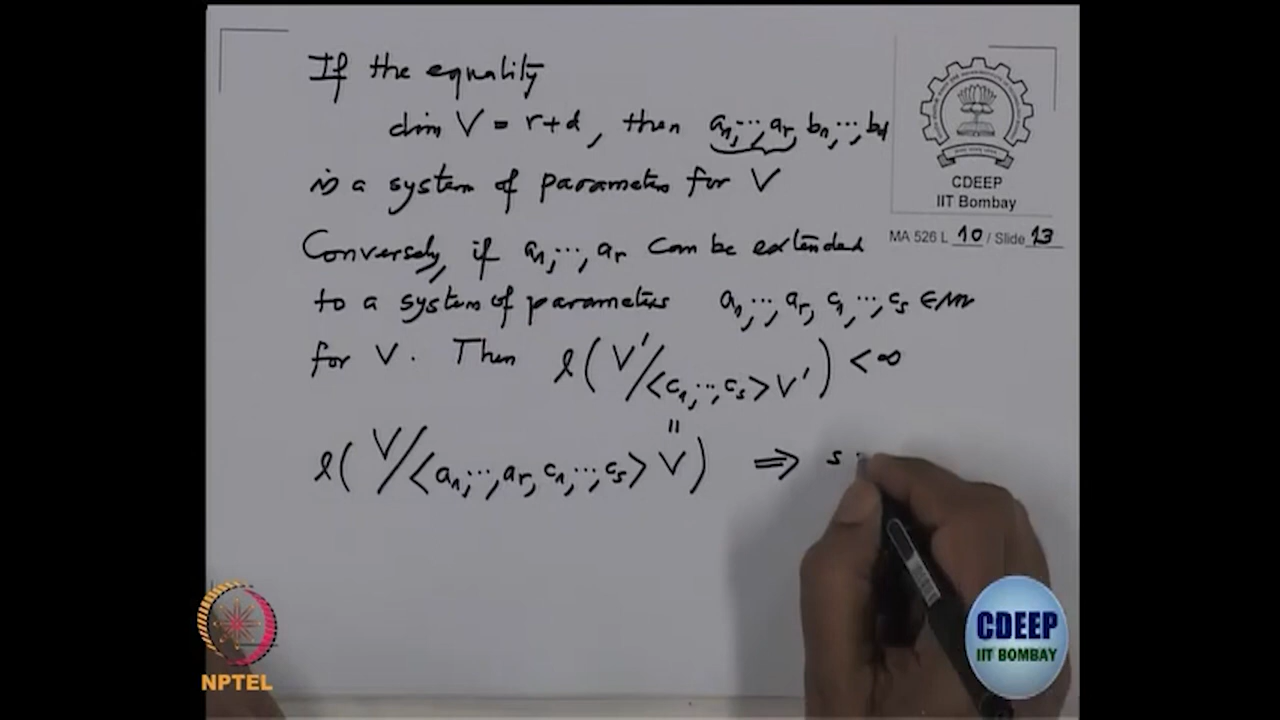 If the equality
dim V = r+d, then a₁,⋯,aᵣ, b₁,⋯,b_d
is a system of parameters for V
Conversely, if a₁,⋯,aᵣ can be extended
to a system of parameters a₁,⋯,aᵣ, c₁,⋯,cₛ ∈ 𝔪
for V. Then ℓ(V'/<c₁,⋯,cₛ>V') < ∞
=
ℓ(V/<a₁,⋯,aᵣ,c₁,⋯,cₛ>V) ⇒ s
CDEEP
IIT Bombay
MA 526 L 10 / Slide 13
NPTEL
CDEEP
IIT BOMBAY